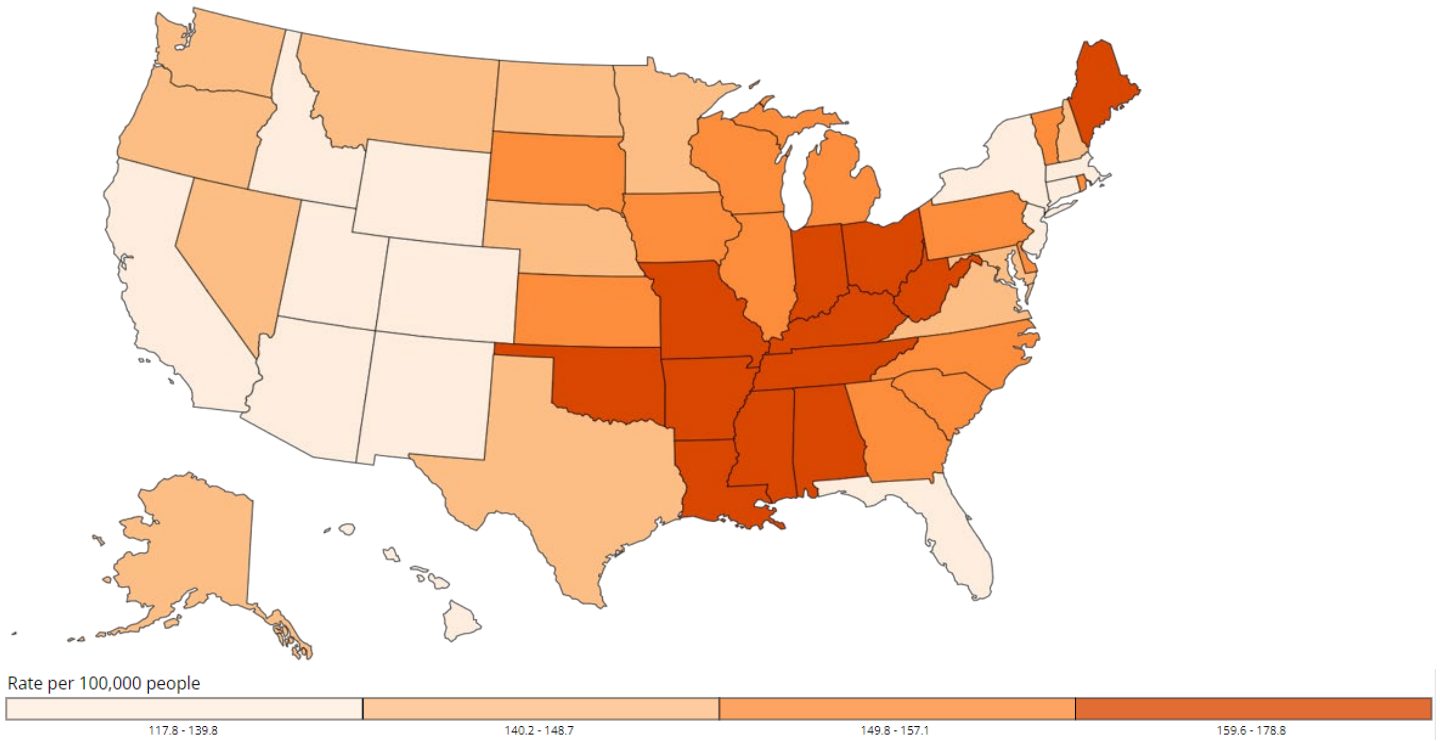 Rate per 100,000 people
117.8 - 139.8
140.2 - 148.7
149.8 - 157.1
159.6 - 178.8